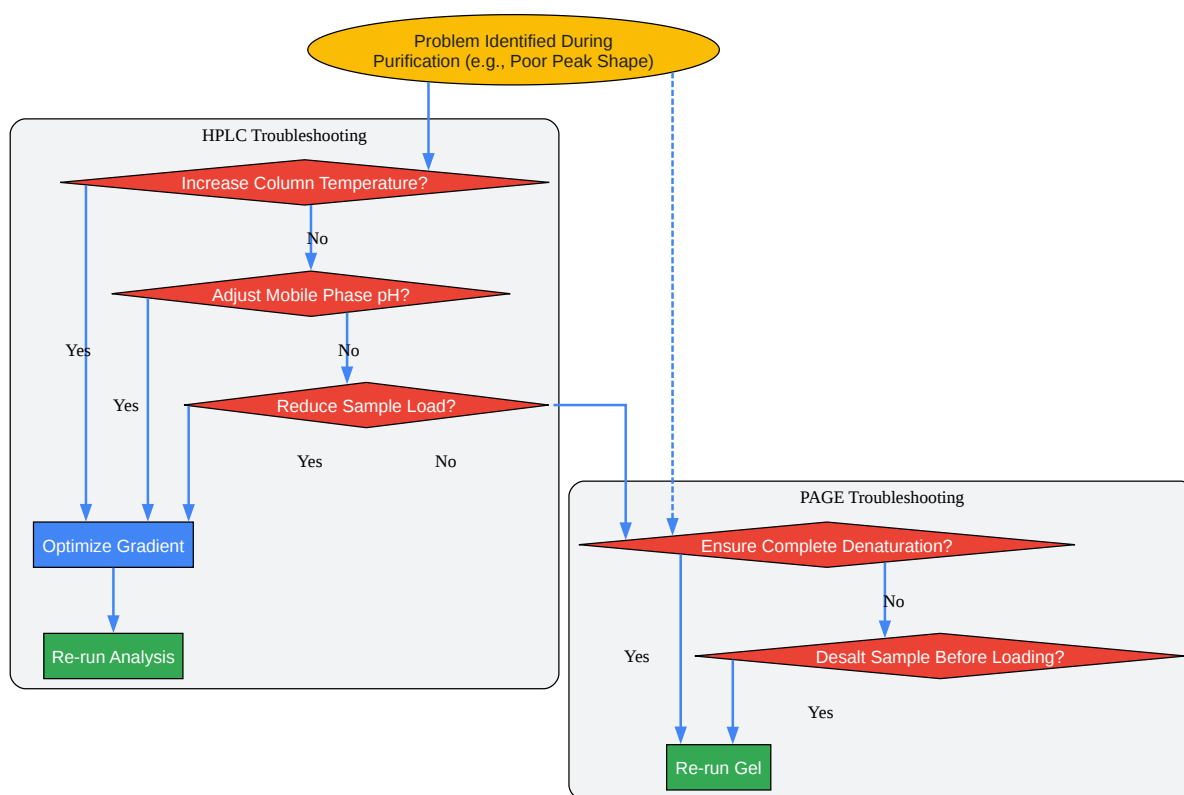 Problem Identified During
Purification (e.g., Poor Peak Shape)
HPLC Troubleshooting
Increase Column Temperature?
No
Adjust Mobile Phase pH?
Yes
No
Yes
Reduce Sample Load?
Yes
No
PAGE Troubleshooting
Optimize Gradient
Ensure Complete Denaturation?
No
Re-run Analysis
Yes
Desalt Sample Before Loading?
Yes
Re-run Gel